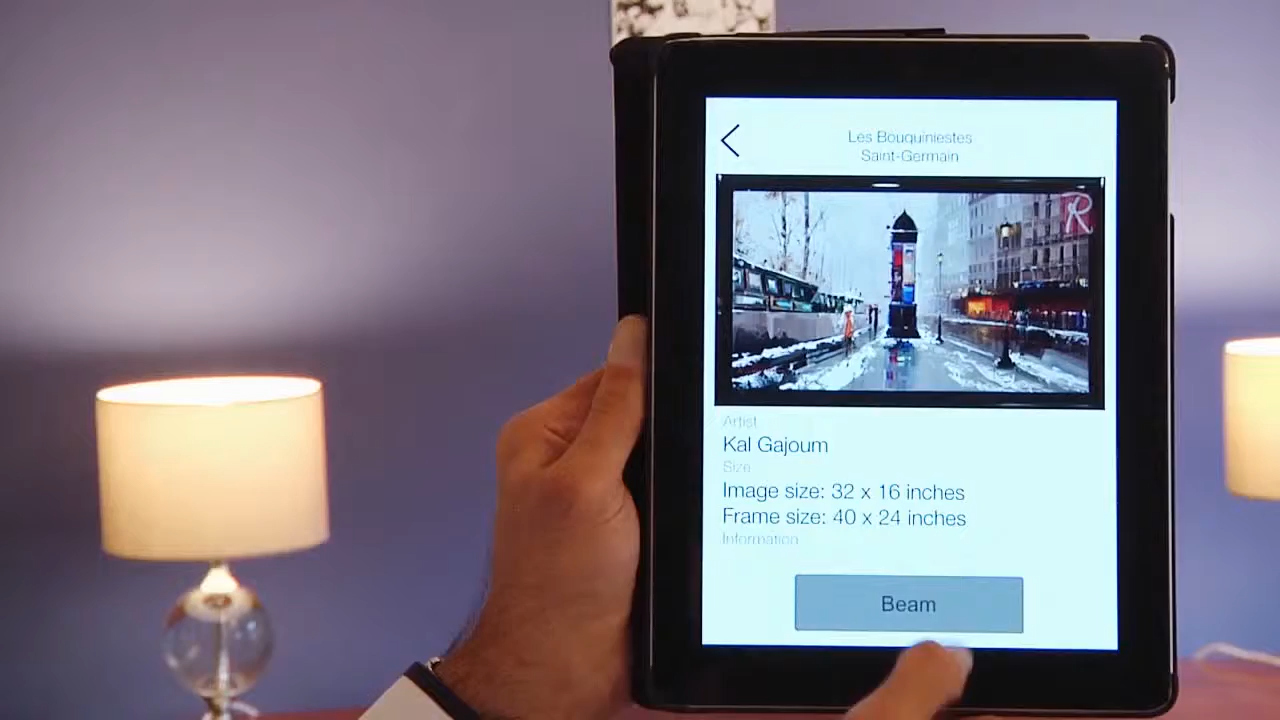 Les Bouquiniestes
Saint-Germain
R
Artist
Kal Gajoum
Size
Image size: 32 x 16 inches
Frame size: 40 x 24 inches
Information
Beam